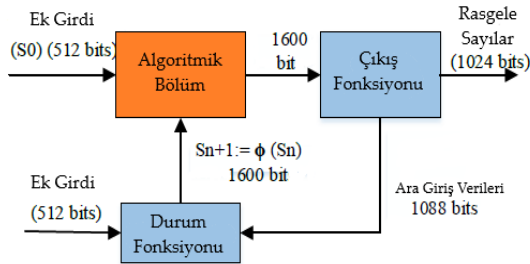 Ek Girdi
(S0) (512 bits)
Algoritmik
Bölüm
1600
bit
Çıkış
Fonksiyonu
Rasgele
Sayılar
(1024 bits)
Sn+1:= ϕ (Sn)
1600 bit
Ek Girdi
(512 bits)
Durum
Fonksiyonu
Ara Giriş Verileri
1088 bits